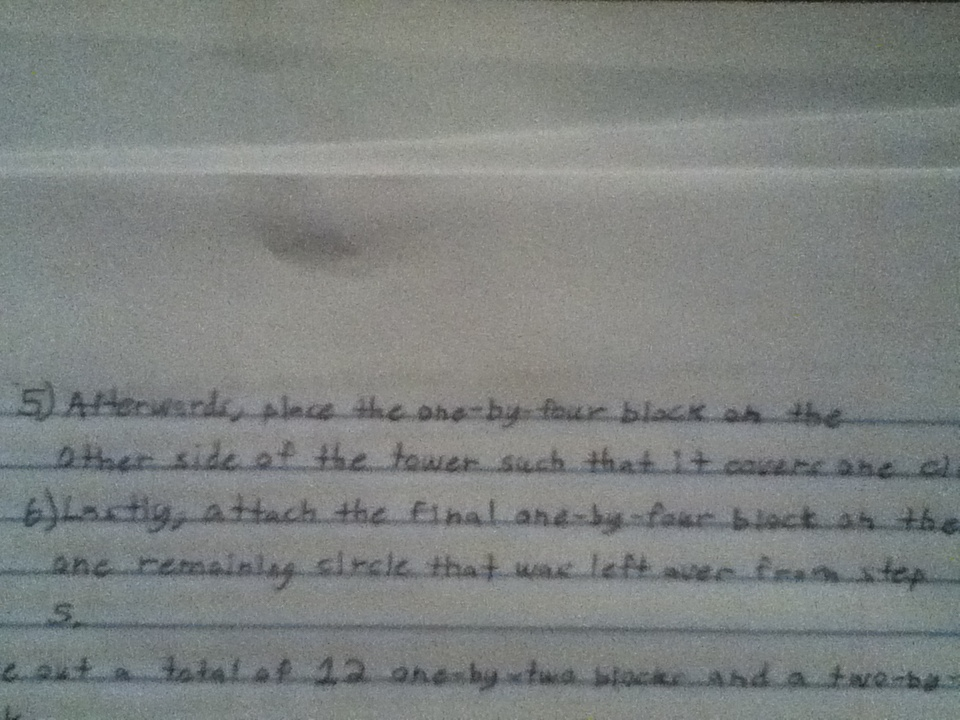 5) Afterwards, place the one-by-four block on the
other side of the tower such that it covers one
6) Lastly, attach the final one-by-four block on the
one remaining circle that was left over from step
5.
out a total of 12 one-by-two blocks and a two-by-